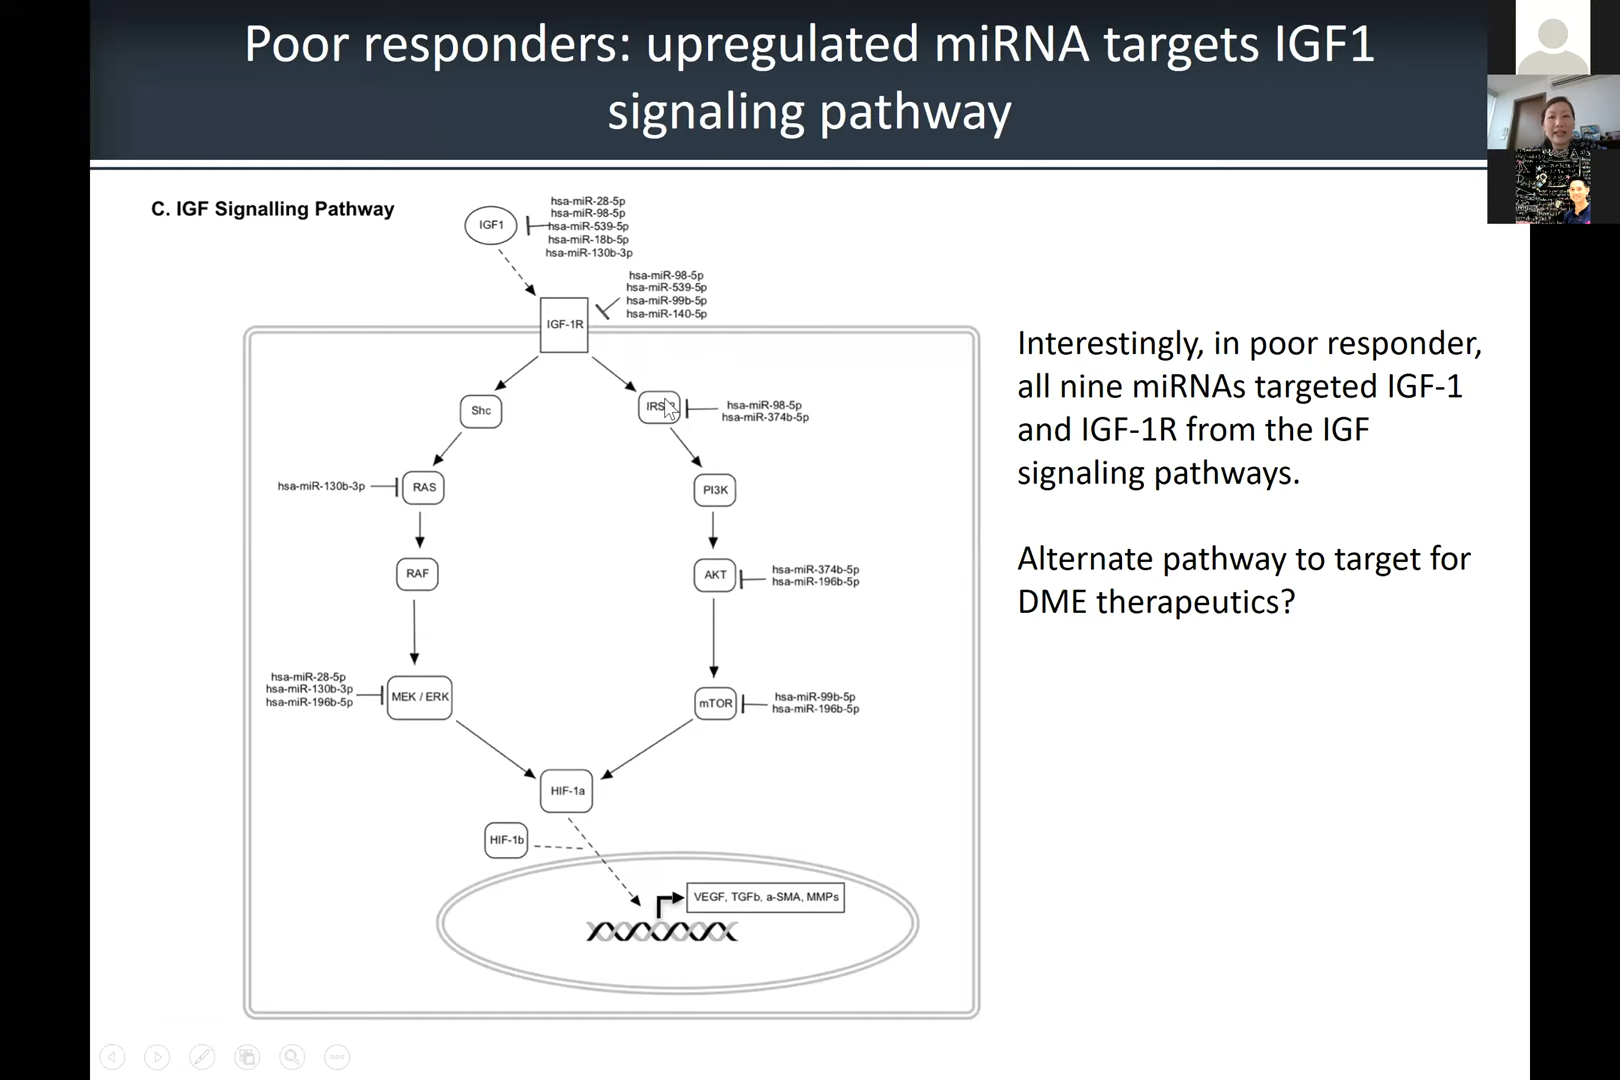 Poor responders: upregulated miRNA targets IGF1
signaling pathway
C. IGF Signalling Pathway
IGF1
hsa-miR-28-5p
hsa-miR-98-5p
hsa-miR-539-5p
hsa-miR-18b-5p
hsa-miR-130b-3p
hsa-miR-98-5p
hsa-miR-539-5p
hsa-miR-99b-5p
hsa-miR-140-5p
IGF-1R
Shc
hsa-miR-98-5p
hsa-miR-374b-5p
hsa-miR-130b-3p
RAS
PI3K
RAF
AKT
hsa-miR-374b-5p
hsa-miR-196b-5p
hsa-miR-28-5p
hsa-miR-130b-3p
hsa-miR-196b-5p
MEK / ERK
mTOR
hsa-miR-99b-5p
hsa-miR-196b-5p
HIF-1a
HIF-1b
VEGF, TGFb, a-SMA, MMPs
Interestingly, in poor responder,
all nine miRNAs targeted IGF-1
and IGF-1R from the IGF
signaling pathways.
Alternate pathway to target for
DME therapeutics?